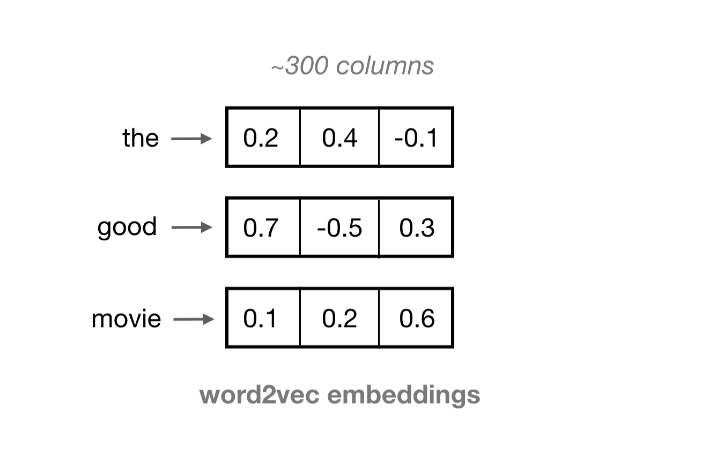 ~300 columns
the 0.2 0.4 -0.1
good 0.7 -0.5 0.3
movie 0.1 0.2 0.6
word2vec embeddings